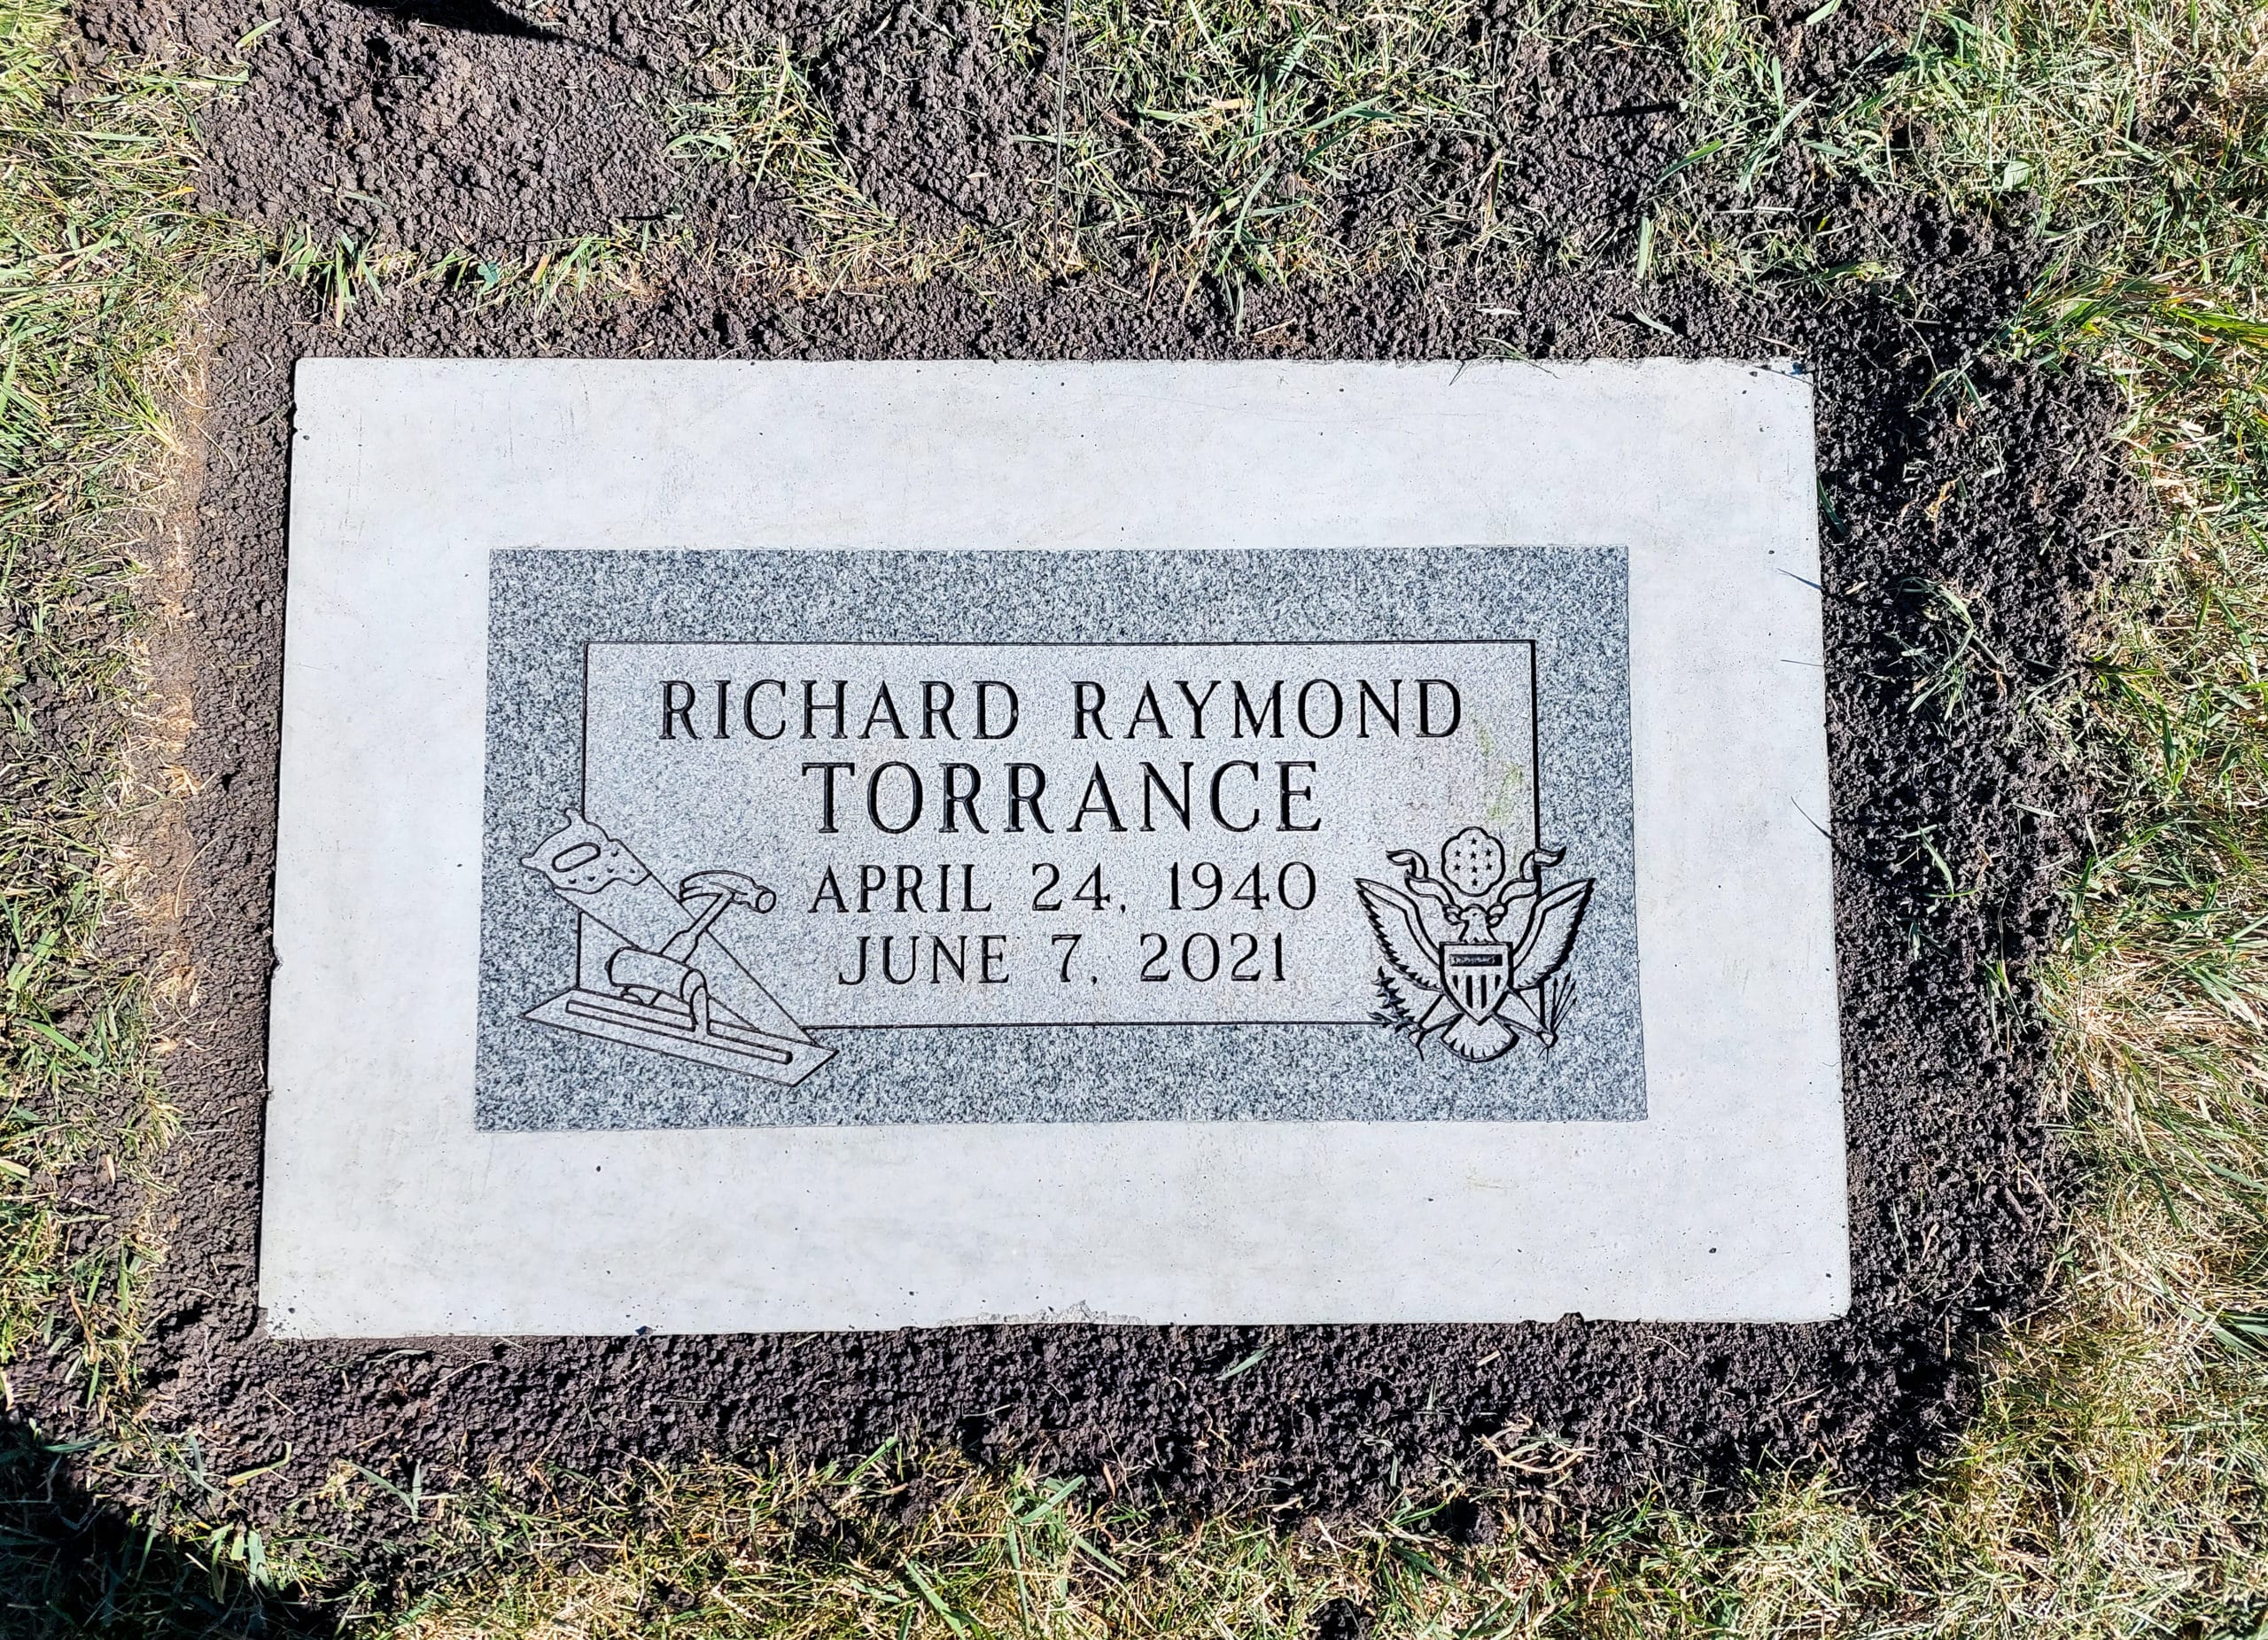 RICHARD RAYMOND
TORRANCE
APRIL 24, 1940
JUNE 7, 2021